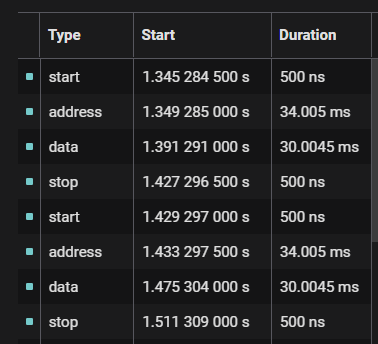 Type Start Duration
start 1.345 284 500 s 500 ns
address 1.349 285 000 s 34.005 ms
data 1.391 291 000 s 30.0045 ms
stop 1.427 296 500 s 500 ns
start 1.429 297 000 s 500 ns
address 1.433 297 500 s 34.005 ms
data 1.475 304 000 s 30.0045 ms
stop 1.511 309 000 s 500 ns